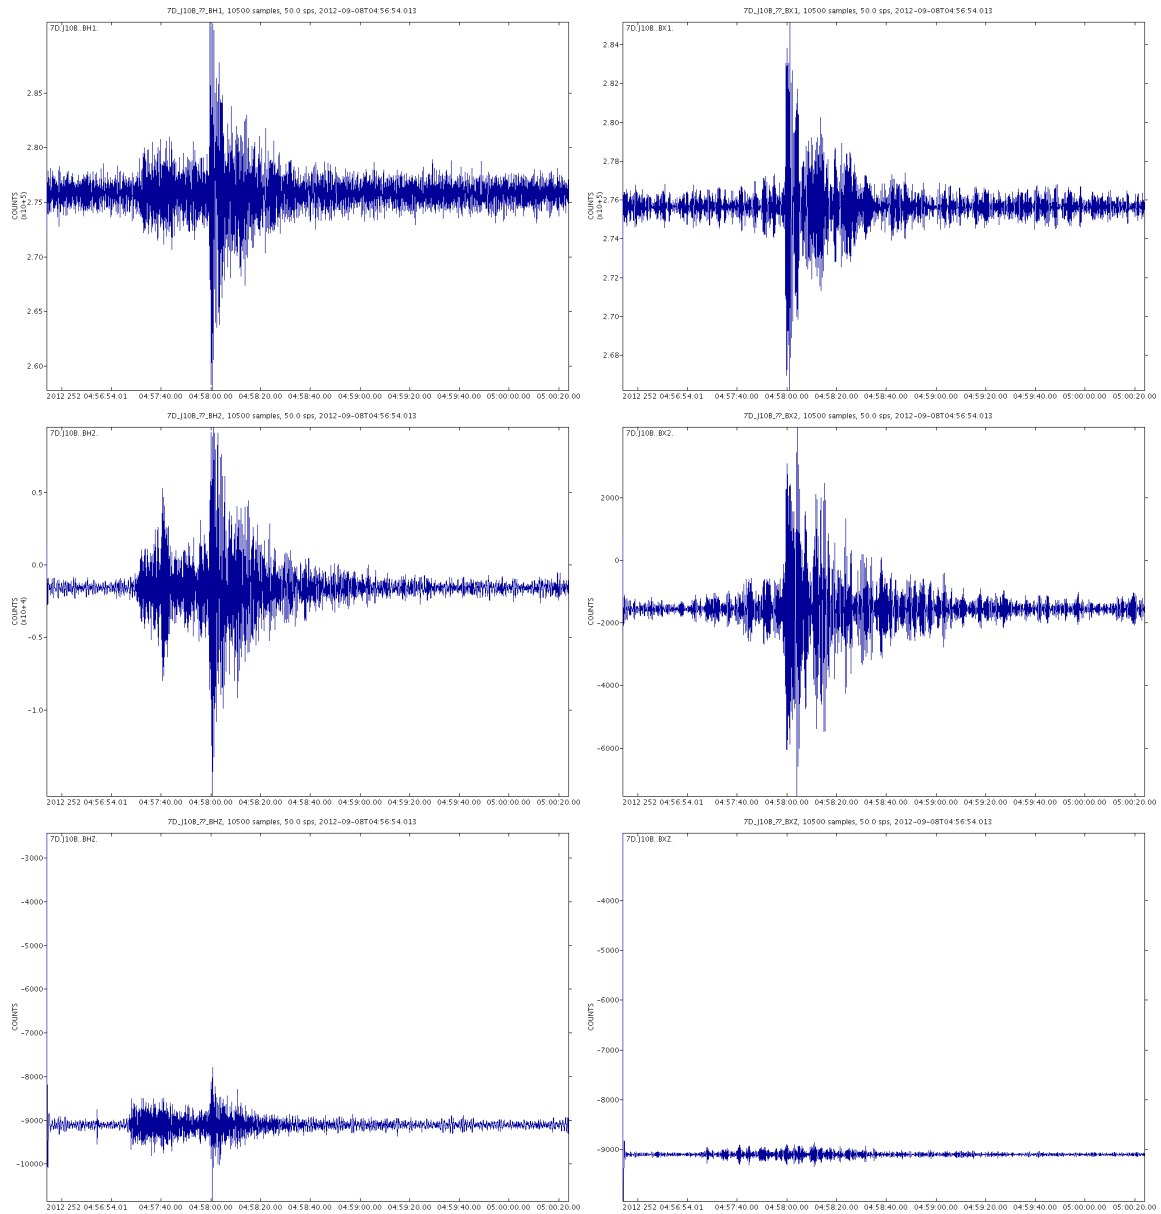 7D_J10B_??_BH1, 10500 samples, 50.0 sps, 2012-09-08T04:56:54.013
7D.J10B..BH1.
2.85
2.80
2.75
2.70
2.65
2.60
COUNTS
(x10+5)
2012 252 04:56:54.01 04:57:40.00 04:58:00.00 04:58:20.00 04:58:40.00 04:59:00.00 04:59:20.00 04:59:40.00 05:00:00.00 05:00:20.00
7D_J10B_??_BX1, 10500 samples, 50.0 sps, 2012-09-08T04:56:54.013
7D.J10B..BX1.
2.84
2.82
2.80
2.78
2.76
2.74
2.72
2.70
2.68
COUNTS
(x10+5)
2012 252 04:56:54.01 04:57:40.00 04:58:00.00 04:58:20.00 04:58:40.00 04:59:00.00 04:59:20.00 04:59:40.00 05:00:00.00 05:00:20.00
7D_J10B_??_BH2, 10500 samples, 50.0 sps, 2012-09-08T04:56:54.013
7D.J10B..BH2.
0.5
0.0
-0.5
-1.0
COUNTS
(x10+4)
2012 252 04:56:54.01 04:57:40.00 04:58:00.00 04:58:20.00 04:58:40.00 04:59:00.00 04:59:20.00 04:59:40.00 05:00:00.00 05:00:20.00
7D_J10B_??_BX2, 10500 samples, 50.0 sps, 2012-09-08T04:56:54.013
7D.J10B..BX2.
2000
0
-2000
-4000
-6000
COUNTS
2012 252 04:56:54.01 04:57:40.00 04:58:00.00 04:58:20.00 04:58:40.00 04:59:00.00 04:59:20.00 04:59:40.00 05:00:00.00 05:00:20.00
7D_J10B_??_BHZ, 10500 samples, 50.0 sps, 2012-09-08T04:56:54.013
7D.J10B..BHZ.
-3000
-4000
-5000
-6000
-7000
-8000
-9000
-10000
COUNTS
2012 252 04:56:54.01 04:57:40.00 04:58:00.00 04:58:20.00 04:58:40.00 04:59:00.00 04:59:20.00 04:59:40.00 05:00:00.00 05:00:20.00
7D_J10B_??_BXZ, 10500 samples, 50.0 sps, 2012-09-08T04:56:54.013
7D.J10B..BXZ.
-4000
-5000
-6000
-7000
-8000
-9000
COUNTS
2012 252 04:56:54.01 04:57:40.00 04:58:00.00 04:58:20.00 04:58:40.00 04:59:00.00 04:59:20.00 04:59:40.00 05:00:00.00 05:00:20.00